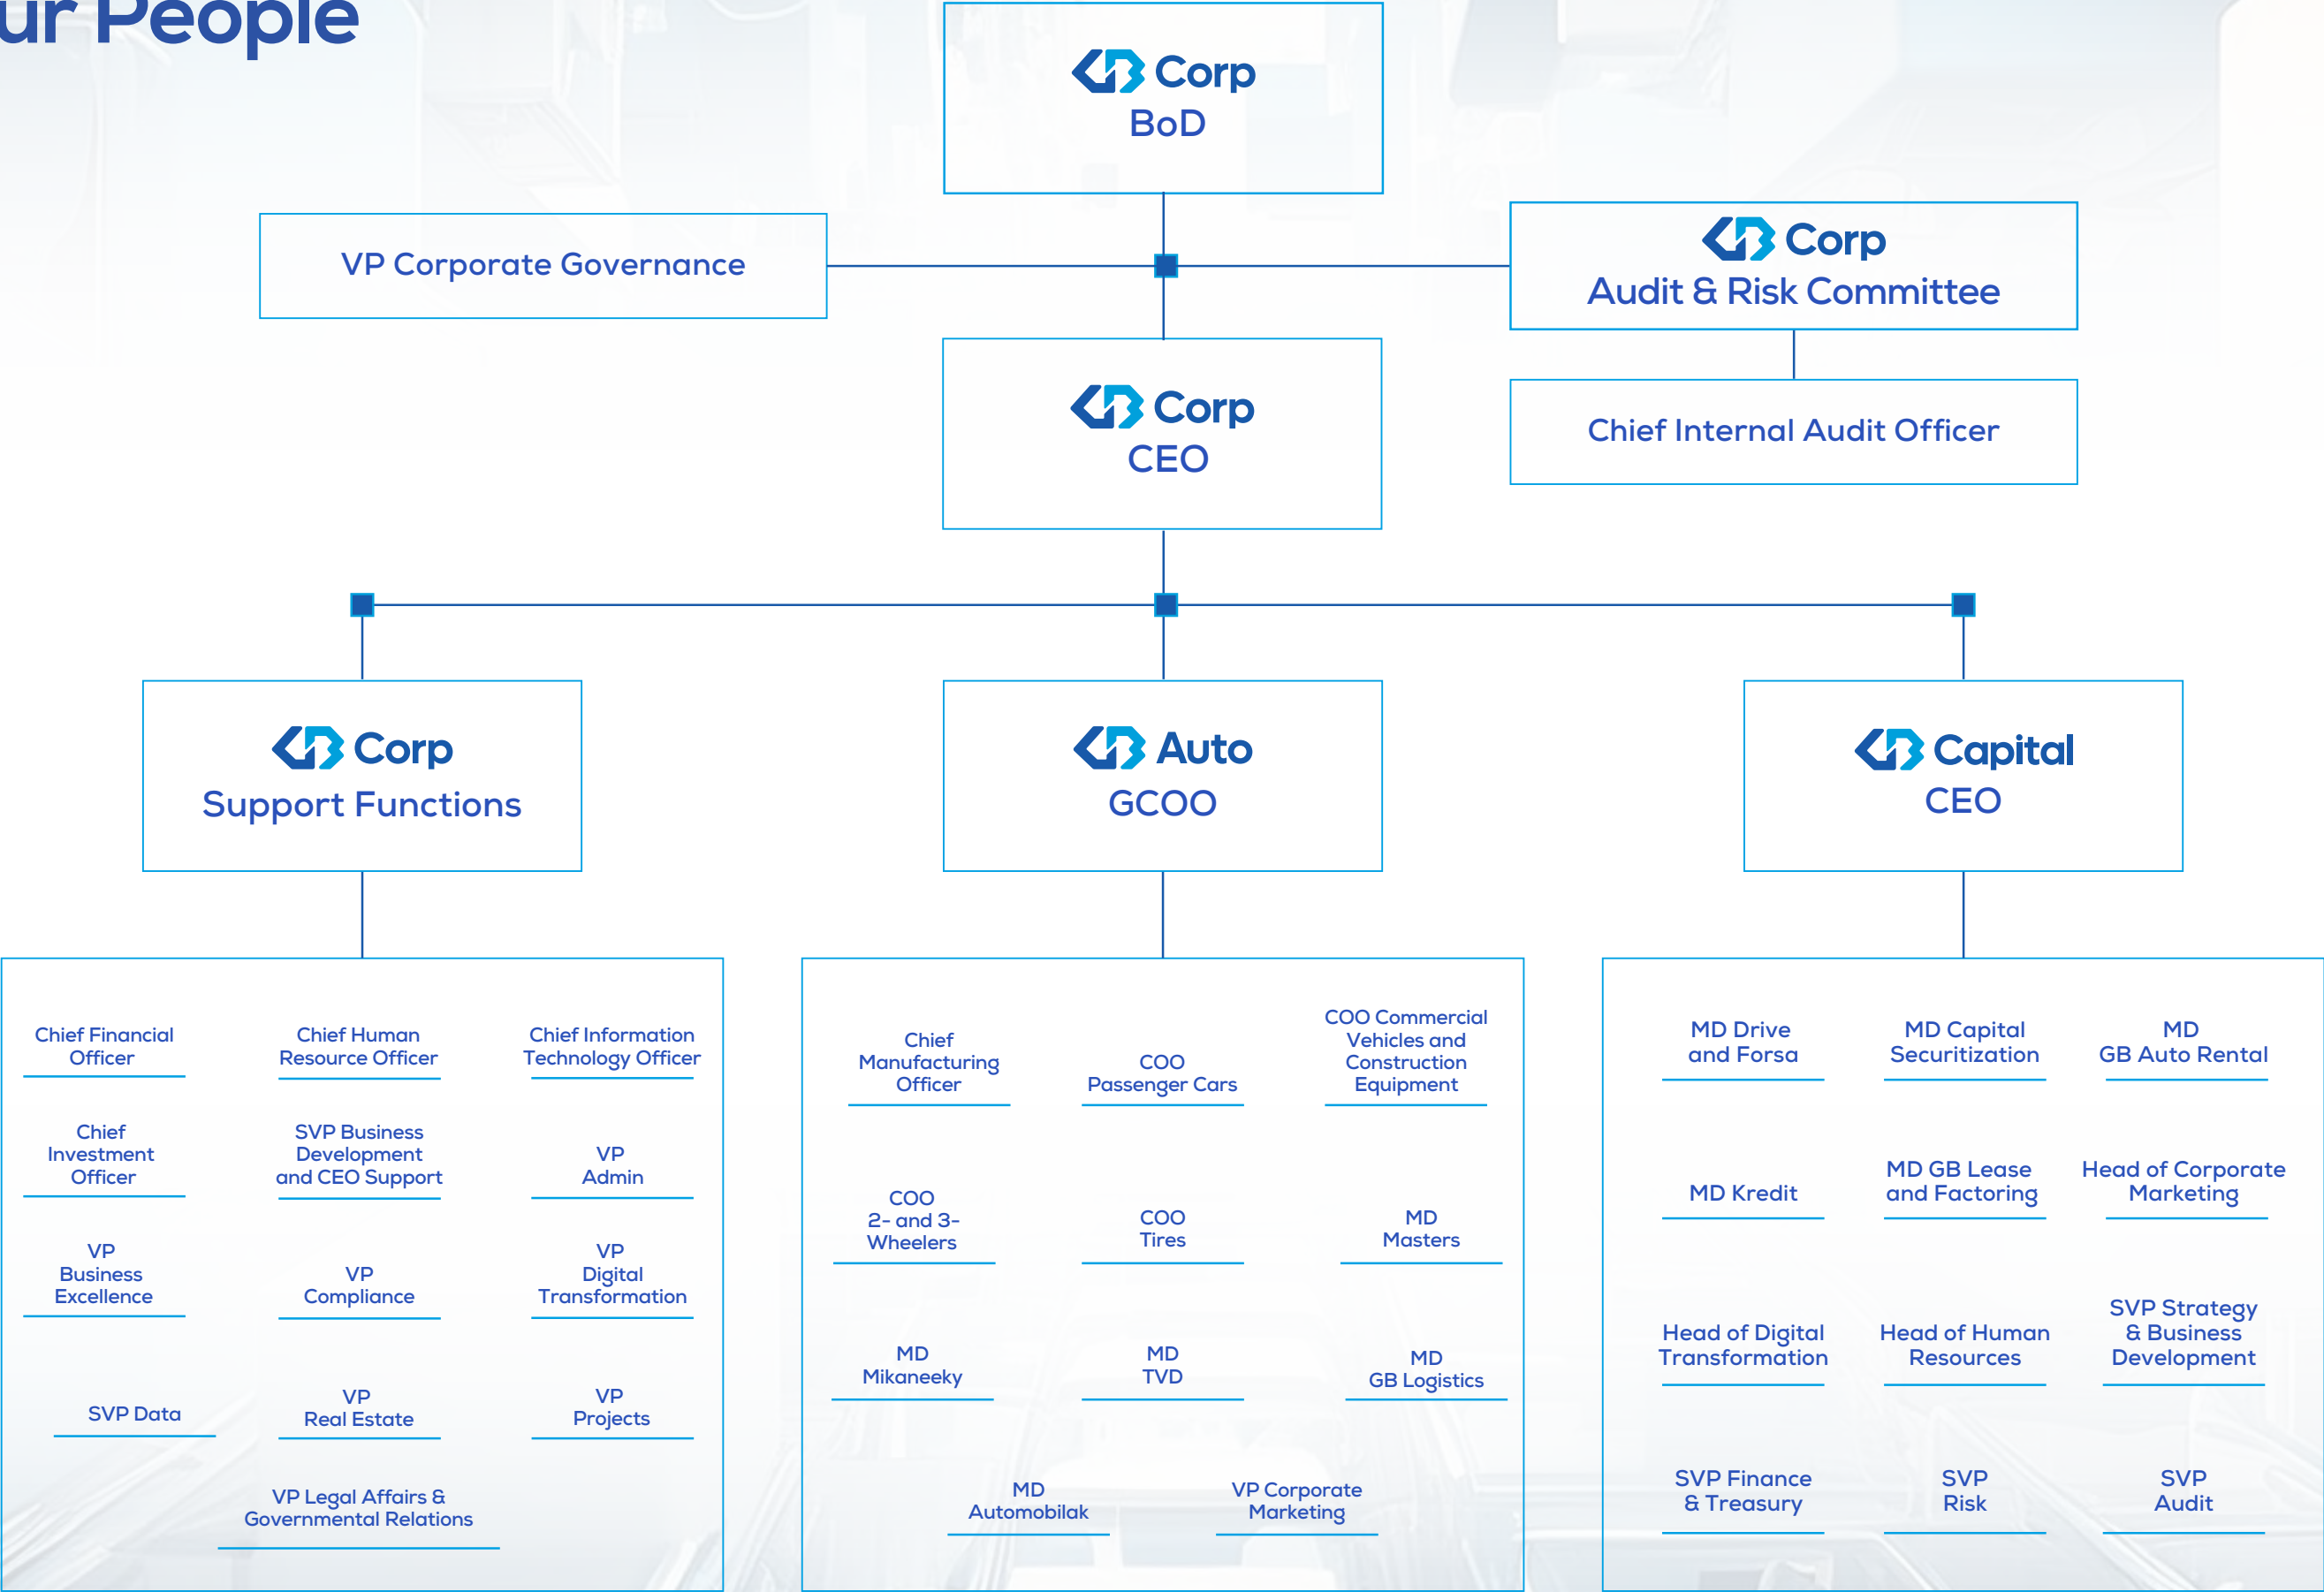 ur People
GB Corp
BoD
VP Corporate Governance
GB Corp
Audit & Risk Committee
GB Corp
CEO
Chief Internal Audit Officer
GB Corp
Support Functions
GB Auto
GCOO
GB Capital
CEO
Chief Financial
Officer
Chief Human
Resource Officer
Chief Information
Technology Officer
Chief
Investment
Officer
SVP Business
Development
and CEO Support
VP
Admin
VP
Business
Excellence
VP
Compliance
VP
Digital
Transformation
SVP Data
VP
Real Estate
VP
Projects
VP Legal Affairs &
Governmental Relations
Chief
Manufacturing
Officer
COO
Passenger Cars
COO Commercial
Vehicles and
Construction
Equipment
COO
2- and 3-
Wheelers
COO
Tires
MD
Masters
MD
Mikaneeky
MD
TVD
MD
GB Logistics
MD
Automobilak
VP Corporate
Marketing
MD Drive
and Forsa
MD Capital
Securitization
MD
GB Auto Rental
MD Kredit
MD GB Lease
and Factoring
Head of Corporate
Marketing
Head of Digital
Transformation
Head of Human
Resources
SVP Strategy
& Business
Development
SVP Finance
& Treasury
SVP
Risk
SVP
Audit